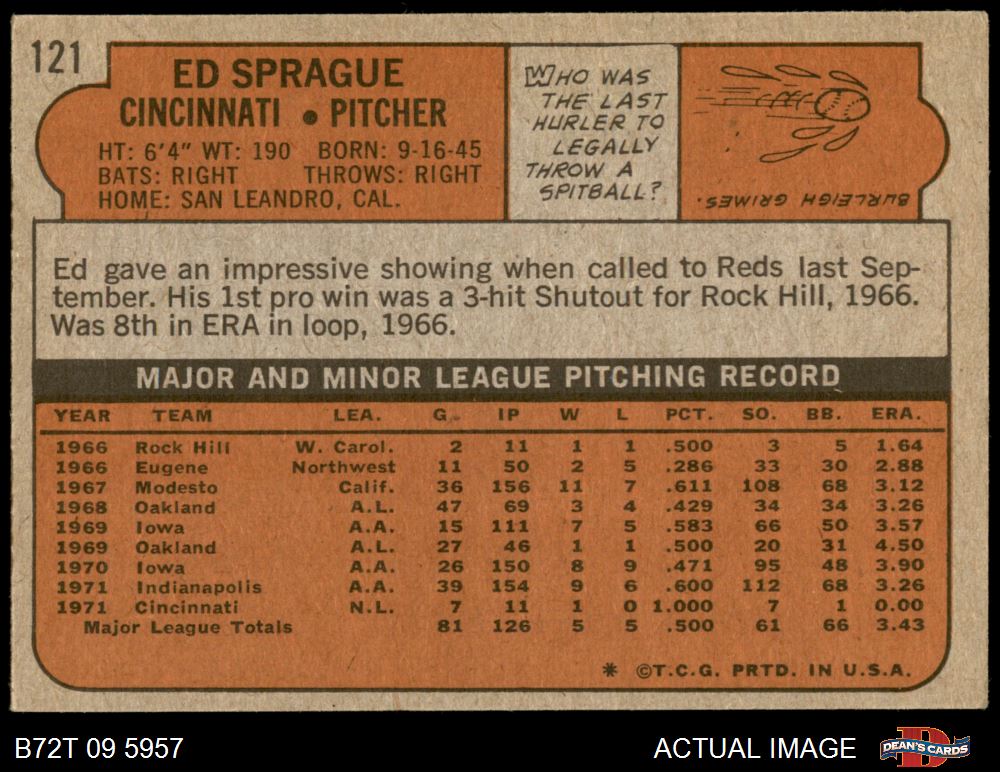 121
ED SPRAGUE
CINCINNATI • PITCHER
HT: 6'4" WT: 190 BORN: 9-16-45
BATS: RIGHT THROWS: RIGHT
HOME: SAN LEANDRO, CAL.
WHO WAS
THE LAST
HURLER TO
LEGALLY
THROW A
SPITBALL?
BURLEIGH GRIMES.
Ed gave an impressive showing when called to Reds last Sep-
tember. His 1st pro win was a 3-hit Shutout for Rock Hill, 1966.
Was 8th in ERA in loop, 1966.
MAJOR AND MINOR LEAGUE PITCHING RECORD
YEAR TEAM LEA. G. IP W L PCT. SO. BB. ERA.
1966 Rock Hill W. Carol. 2 11 1 1 .500 3 5 1.64
1966 Eugene Northwest 11 50 2 5 .286 33 30 2.88
1967 Modesto Calif. 36 156 11 7 .611 108 68 3.12
1968 Oakland A.L. 47 69 3 4 .429 34 34 3.26
1969 Iowa A.A. 15 111 7 5 .583 66 50 3.57
1969 Oakland A.L. 27 46 1 1 .500 20 31 4.50
1970 Iowa A.A. 26 150 8 9 .471 95 48 3.90
1971 Indianapolis A.A. 39 154 9 6 .600 112 68 3.26
1971 Cincinnati N.L. 7 11 1 0 1.000 7 1 0.00
Major League Totals 81 126 5 5 .500 61 66 3.43
* ©T.C.G. PRTD. IN U.S.A.
B72T 09 5957
ACTUAL IMAGE
DEAN'S CARDS